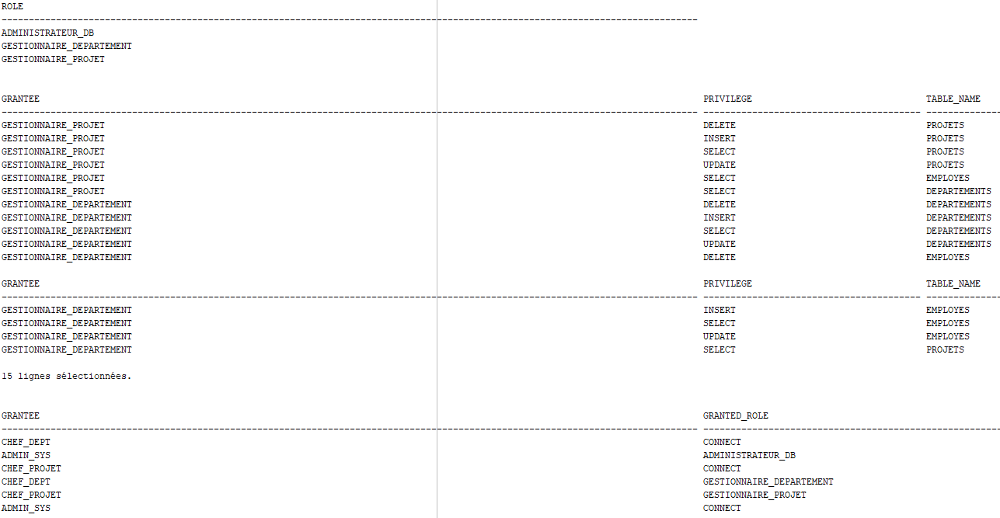 ROLE
ADMINISTRATEUR_DB
GESTIONNAIRE_DEPARTEMENT
GESTIONNAIRE_PROJET
GRANTEE PRIVILEGE TABLE_NAME
GESTIONNAIRE_PROJET DELETE PROJETS
GESTIONNAIRE_PROJET INSERT PROJETS
GESTIONNAIRE_PROJET SELECT PROJETS
GESTIONNAIRE_PROJET UPDATE PROJETS
GESTIONNAIRE_PROJET SELECT EMPLOYES
GESTIONNAIRE_PROJET SELECT DEPARTEMENTS
GESTIONNAIRE_DEPARTEMENT DELETE DEPARTEMENTS
GESTIONNAIRE_DEPARTEMENT INSERT DEPARTEMENTS
GESTIONNAIRE_DEPARTEMENT SELECT DEPARTEMENTS
GESTIONNAIRE_DEPARTEMENT UPDATE DEPARTEMENTS
GESTIONNAIRE_DEPARTEMENT DELETE EMPLOYES
GRANTEE PRIVILEGE TABLE_NAME
GESTIONNAIRE_DEPARTEMENT INSERT EMPLOYES
GESTIONNAIRE_DEPARTEMENT SELECT EMPLOYES
GESTIONNAIRE_DEPARTEMENT UPDATE EMPLOYES
GESTIONNAIRE_DEPARTEMENT SELECT PROJETS
15 lignes sélectionnées.
GRANTEE GRANTED_ROLE
CHEF_DEPT CONNECT
ADMIN_SYS ADMINISTRATEUR_DB
CHEF_PROJET CONNECT
CHEF_DEPT GESTIONNAIRE_DEPARTEMENT
CHEF_PROJET GESTIONNAIRE_PROJET
ADMIN_SYS CONNECT